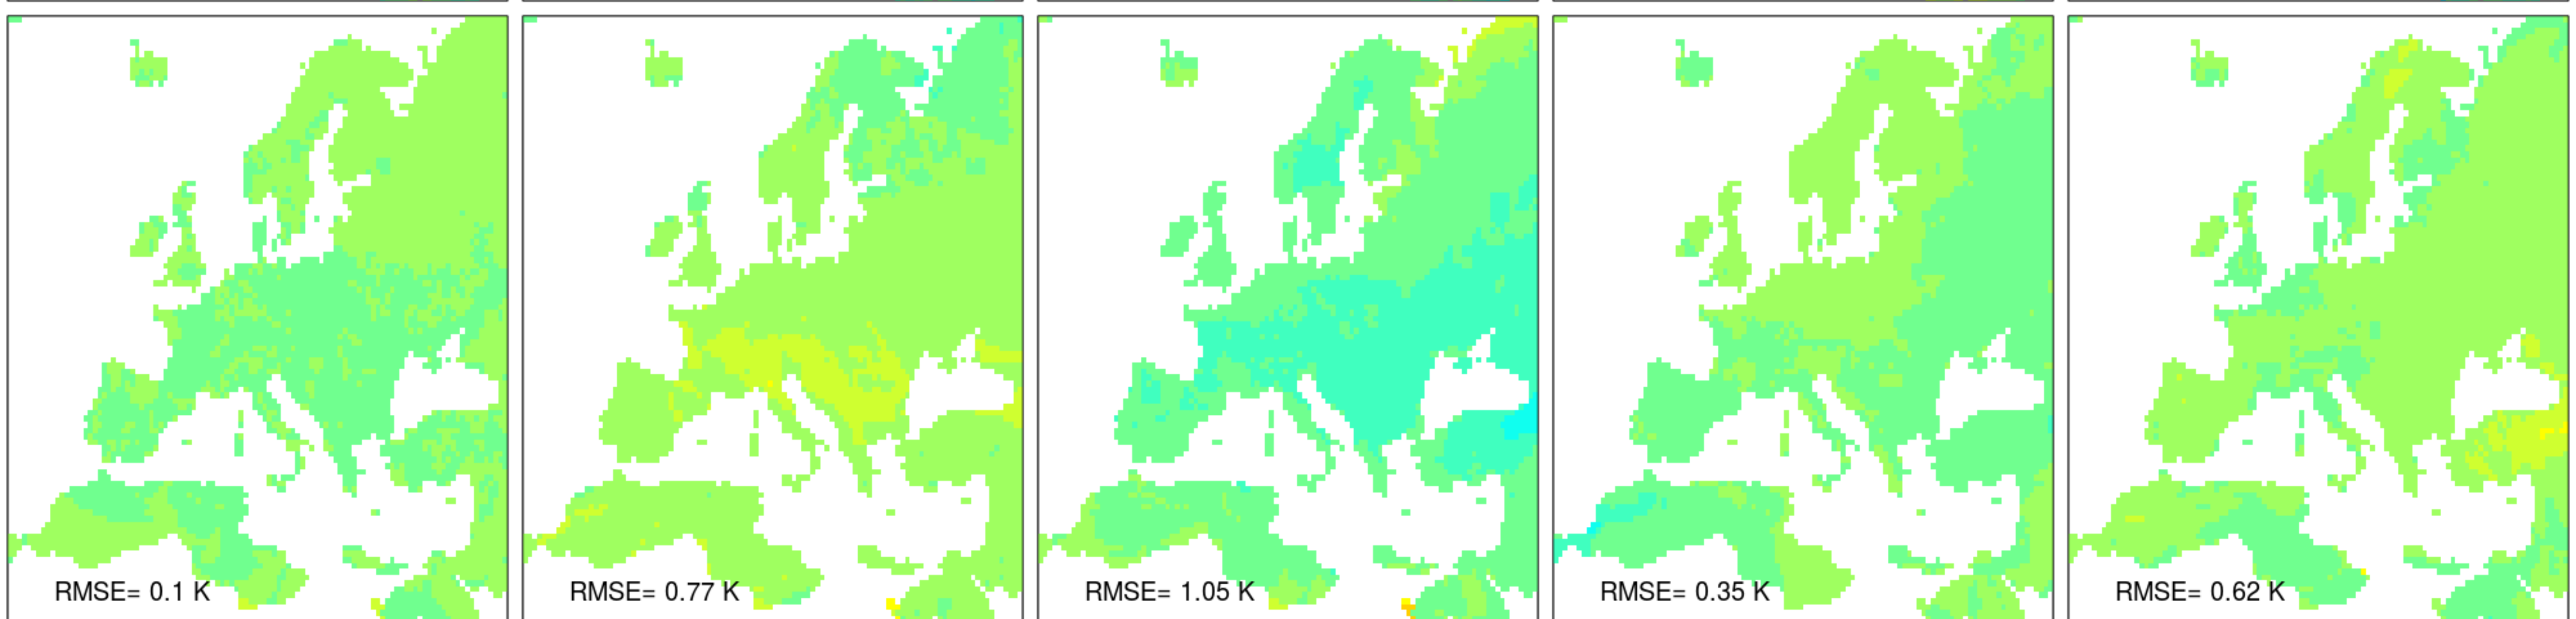 RMSE= 0.1 K
RMSE= 0.77 K
RMSE= 1.05 K
RMSE= 0.35 K
RMSE= 0.62 K